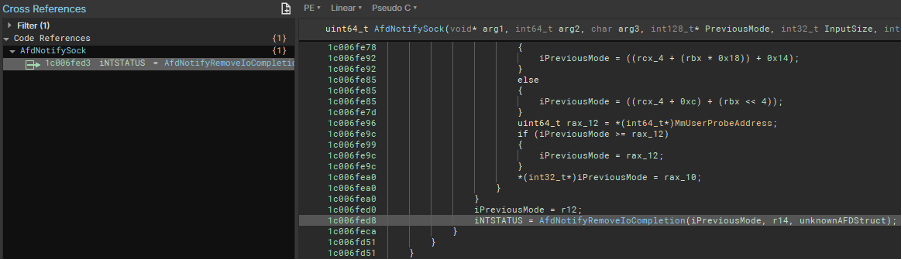 Cross References
PE Linear Pseudo C
Filter (1)
Code References {1}
uint64_t AfdNotifySock(void* arg1, int64_t arg2, char arg3, int128_t* PreviousMode, int32_t InputSize, int
AfdNotifySock {1}
1c006fed3 iNTSTATUS = AfdNotifyRemoveIoCompletio
1c006fe78 {
1c006fe92 iPreviousMode = ((rcx_4 + (rbx * 0x18)) + 0x14);
1c006fe92 }
1c006fe85 else
1c006fe85 {
1c006fe85 iPreviousMode = ((rcx_4 + 0xc) + (rbx << 4));
1c006fe7d }
1c006fe96 uint64_t rax_12 = *(int64_t*)MmUserProbeAddress;
1c006fe9c if (iPreviousMode >= rax_12)
1c006fe99 {
1c006fe9c iPreviousMode = rax_12;
1c006fe9c }
1c006fea0 *(int32_t*)iPreviousMode = rax_10;
1c006fea0 }
1c006fea0 }
1c006fed0 iPreviousMode = r12;
1c006fed8 iNTSTATUS = AfdNotifyRemoveIoCompletion(iPreviousMode, r14, unknownAFDStruct);
1c006feca }
1c006fd51 }
1c006fd51 }